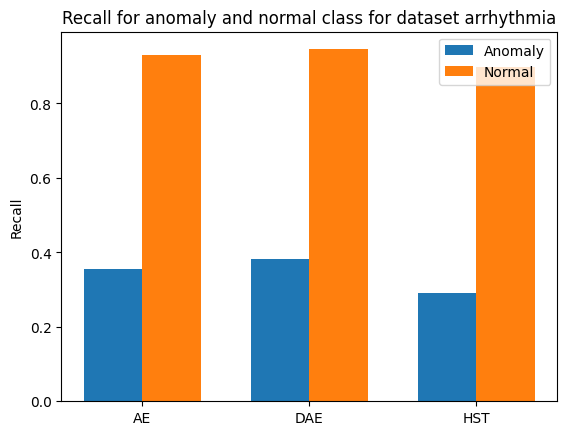 Recall for anomaly and normal class for dataset arrhythmia
Anomaly
Normal
Recall
0.8
0.6
0.4
0.2
0.0
AE DAE HST